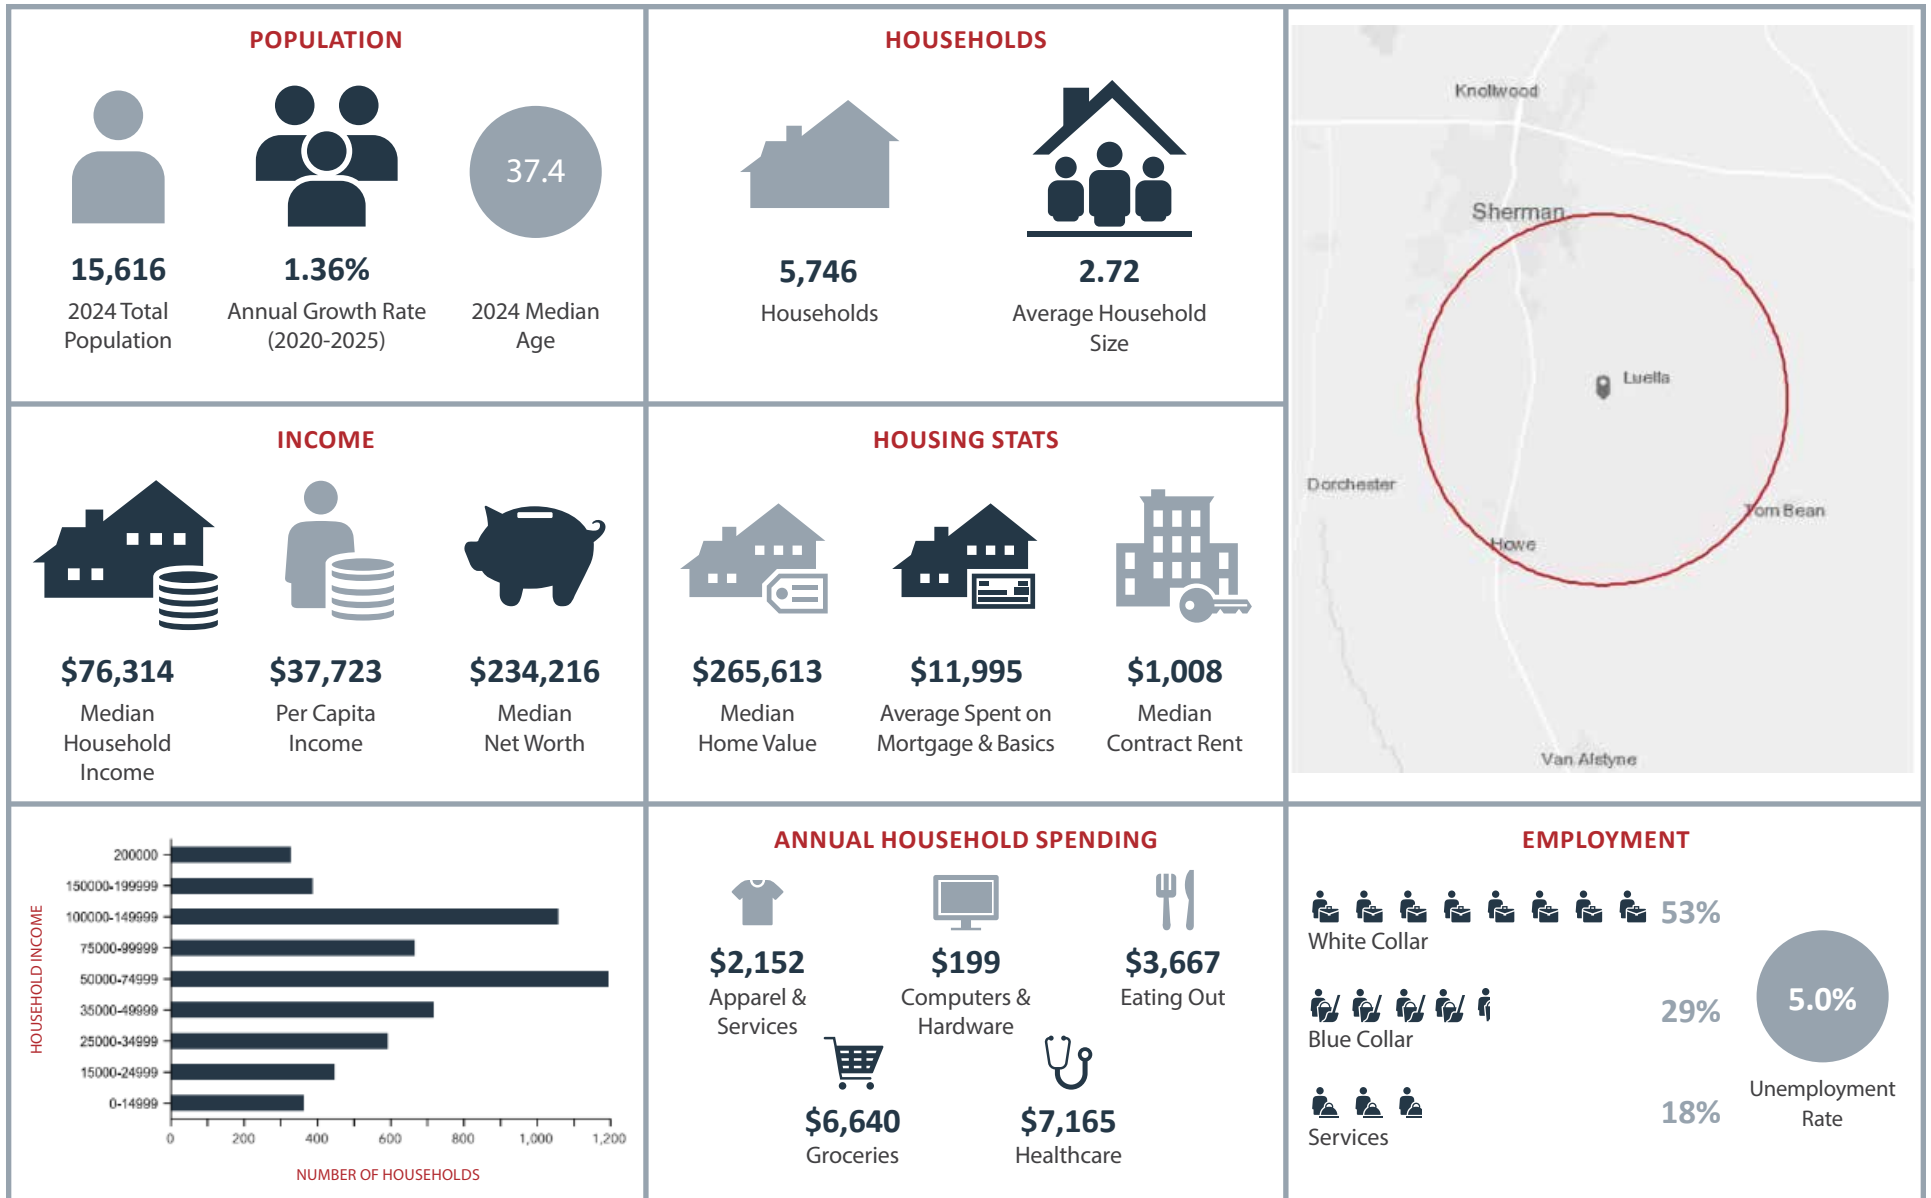 POPULATION
37.4
15,616
2024 Total
Population
1.36%
Annual Growth Rate
(2020-2025)
2024 Median
Age
HOUSEHOLDS
5,746
Households
2.72
Average Household
Size
Knollwood
Sherman
Luella
Dorchester
Tom Bean
Howe
Van Alstyne
INCOME
$76,314
Median
Household
Income
$37,723
Per Capita
Income
$234,216
Median
Net Worth
HOUSING STATS
$265,613
Median
Home Value
$11,995
Average Spent on
Mortgage & Basics
$1,008
Median
Contract Rent
HOUSEHOLD INCOME
200000
150000-199999
100000-149999
75000-99999
50000-74999
35000-49999
25000-34999
15000-24999
0-14999
0 200 400 600 800 1,000 1,200
NUMBER OF HOUSEHOLDS
ANNUAL HOUSEHOLD SPENDING
$2,152
Apparel &
Services
$199
Computers &
Hardware
$3,667
Eating Out
$6,640
Groceries
$7,165
Healthcare
EMPLOYMENT
53%
White Collar
29%
Blue Collar
18%
Services
5.0%
Unemployment
Rate